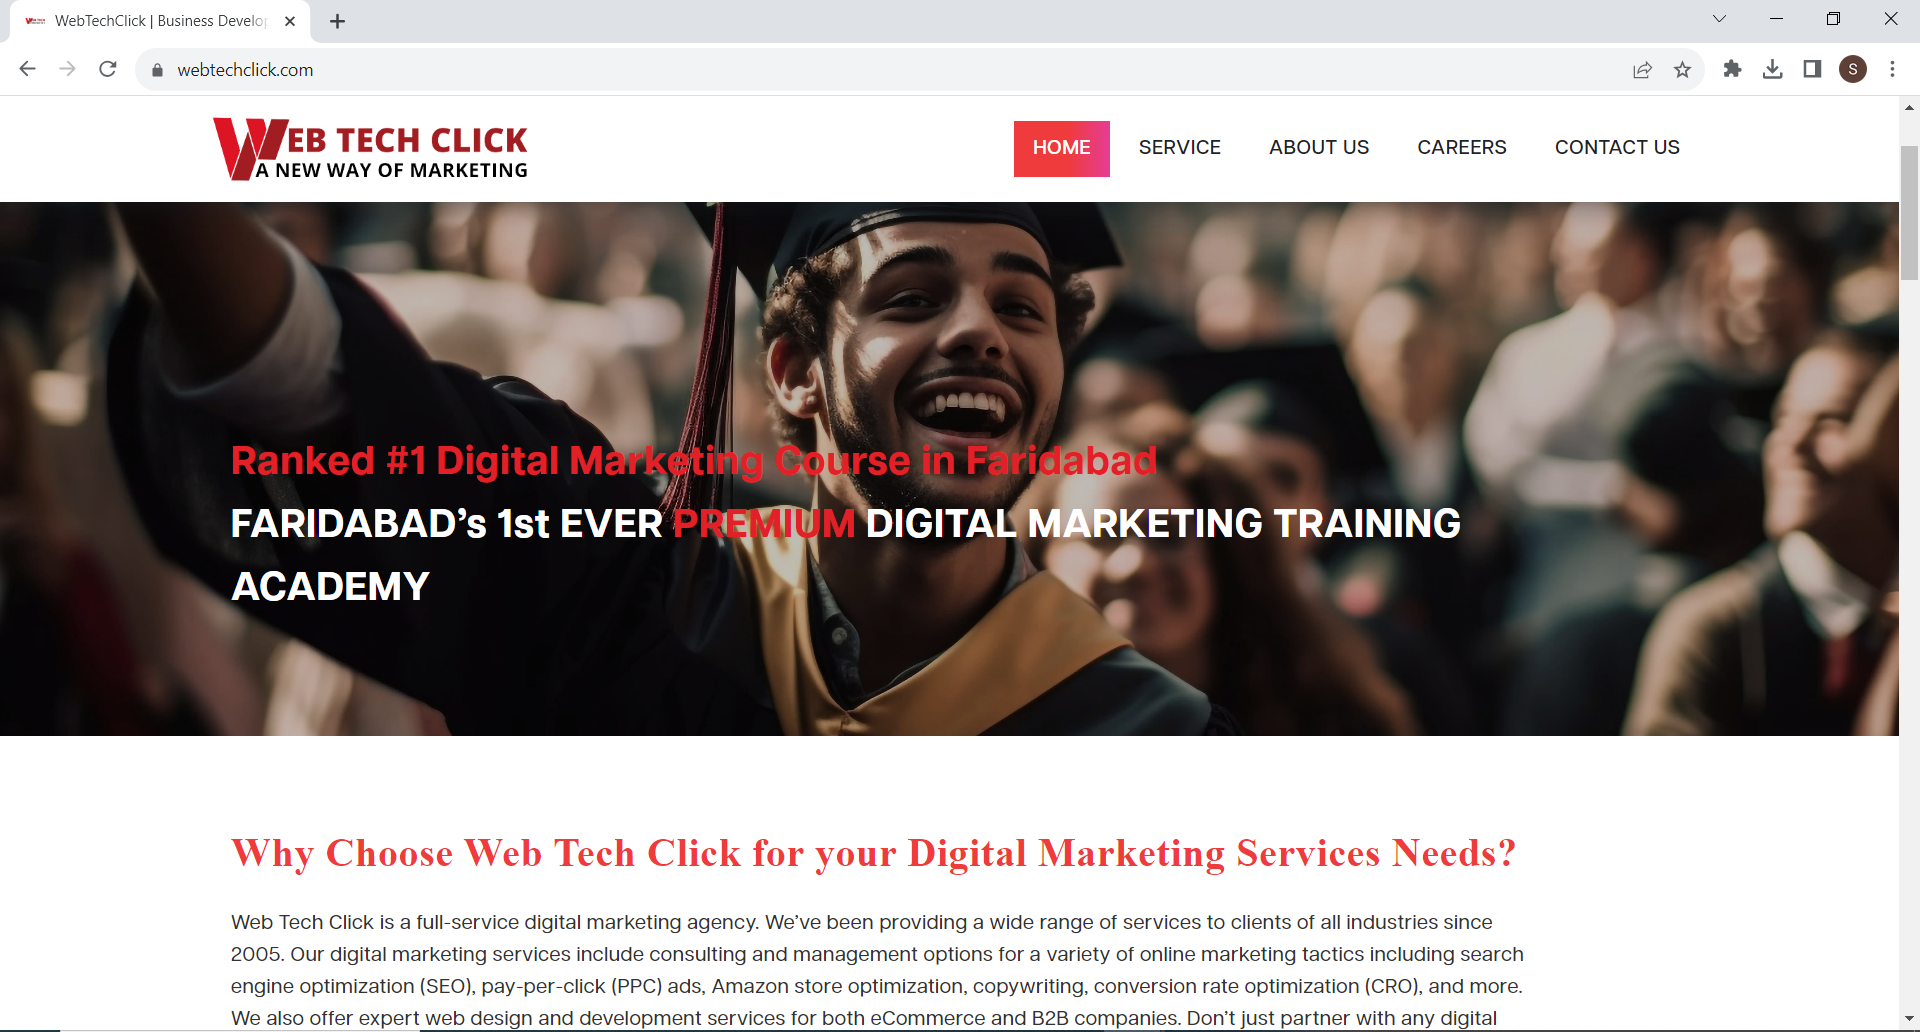 WebTechClick | Business Develo
webtechclick.com
S
WEB TECH CLICK
A NEW WAY OF MARKETING
HOME
SERVICE
ABOUT US
CAREERS
CONTACT US
Ranked #1 Digital Marketing Course in Faridabad
FARIDABAD’s 1st EVER PREMIUM DIGITAL MARKETING TRAINING
ACADEMY
Why Choose Web Tech Click for your Digital Marketing Services Needs?
Web Tech Click is a full-service digital marketing agency. We’ve been providing a wide range of services to clients of all industries since
2005. Our digital marketing services include consulting and management options for a variety of online marketing tactics including search
engine optimization (SEO), pay-per-click (PPC) ads, Amazon store optimization, copywriting, conversion rate optimization (CRO), and more.
We also offer expert web design and development services for both eCommerce and B2B companies. Don’t just partner with any digital